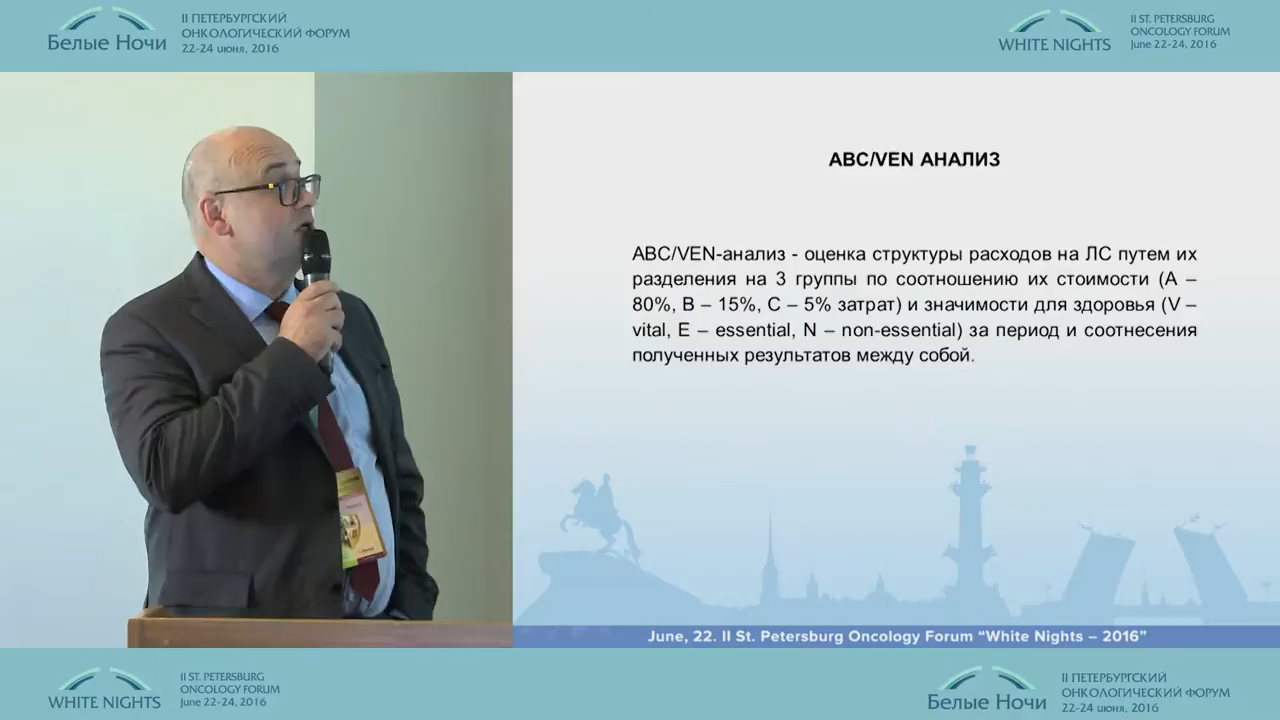 Белые Ночи
II ПЕТЕРБУРГСКИЙ
ОНКОЛОГИЧЕСКИЙ ФОРУМ
22-24 июня, 2016
WHITE NIGHTS
II ST. PETERSBURG
ONCOLOGY FORUM
June 22-24, 2016
ABC/VEN АНАЛИЗ
ABC/VEN-анализ - оценка структуры расходов на ЛС путем их
разделения на 3 группы по соотношению их стоимости (A –
80%, B – 15%, C – 5% затрат) и значимости для здоровья (V –
vital, E – essential, N – non-essential) за период и соотнесения
полученных результатов между собой.
June, 22. II St. Petersburg Oncology Forum “White Nights – 2016”
WHITE NIGHTS
II ST. PETERSBURG
ONCOLOGY FORUM
June 22-24, 2016
Белые Ночи
II ПЕТЕРБУРГСКИЙ
ОНКОЛОГИЧЕСКИЙ ФОРУМ
22-24 июня, 2016